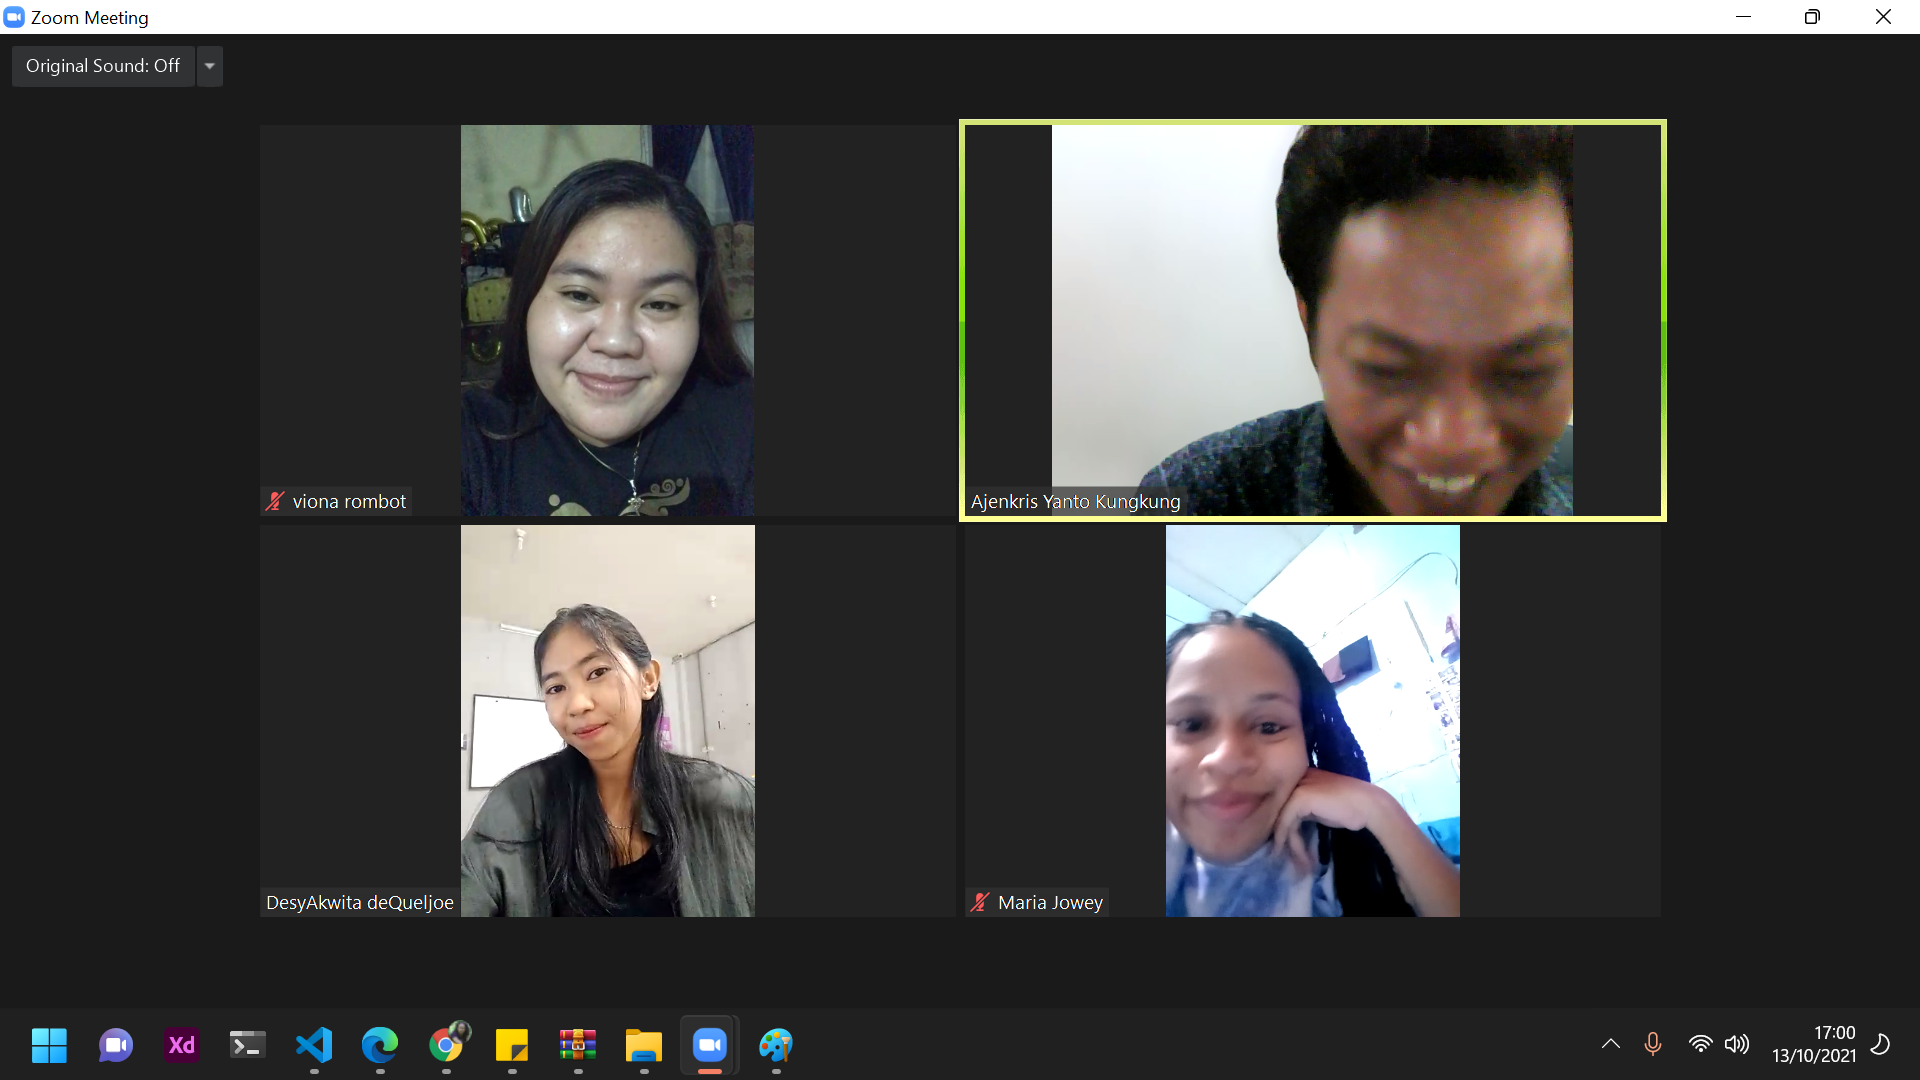 Zoom Meeting
Original Sound: Off
viona rombot
Ajenkris Yanto Kungkung
DesyAkwita deQueljoe
Maria Jowey
Xd
17:00
13/10/2021